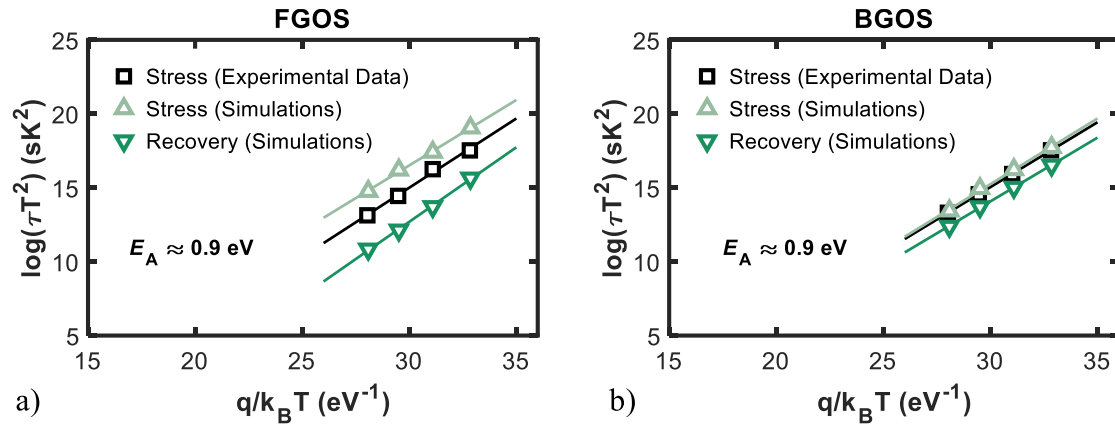 FGOS
25
20
15
10
5
log(τT²) (sK²)
Stress (Experimental Data)
Stress (Simulations)
Recovery (Simulations)
E_A ≈ 0.9 eV
15 20 25 30 35
q/k_BT (eV⁻¹)
a)
BGOS
25
20
15
10
5
log(τT²) (sK²)
Stress (Experimental Data)
Stress (Simulations)
Recovery (Simulations)
E_A ≈ 0.9 eV
15 20 25 30 35
q/k_BT (eV⁻¹)
b)